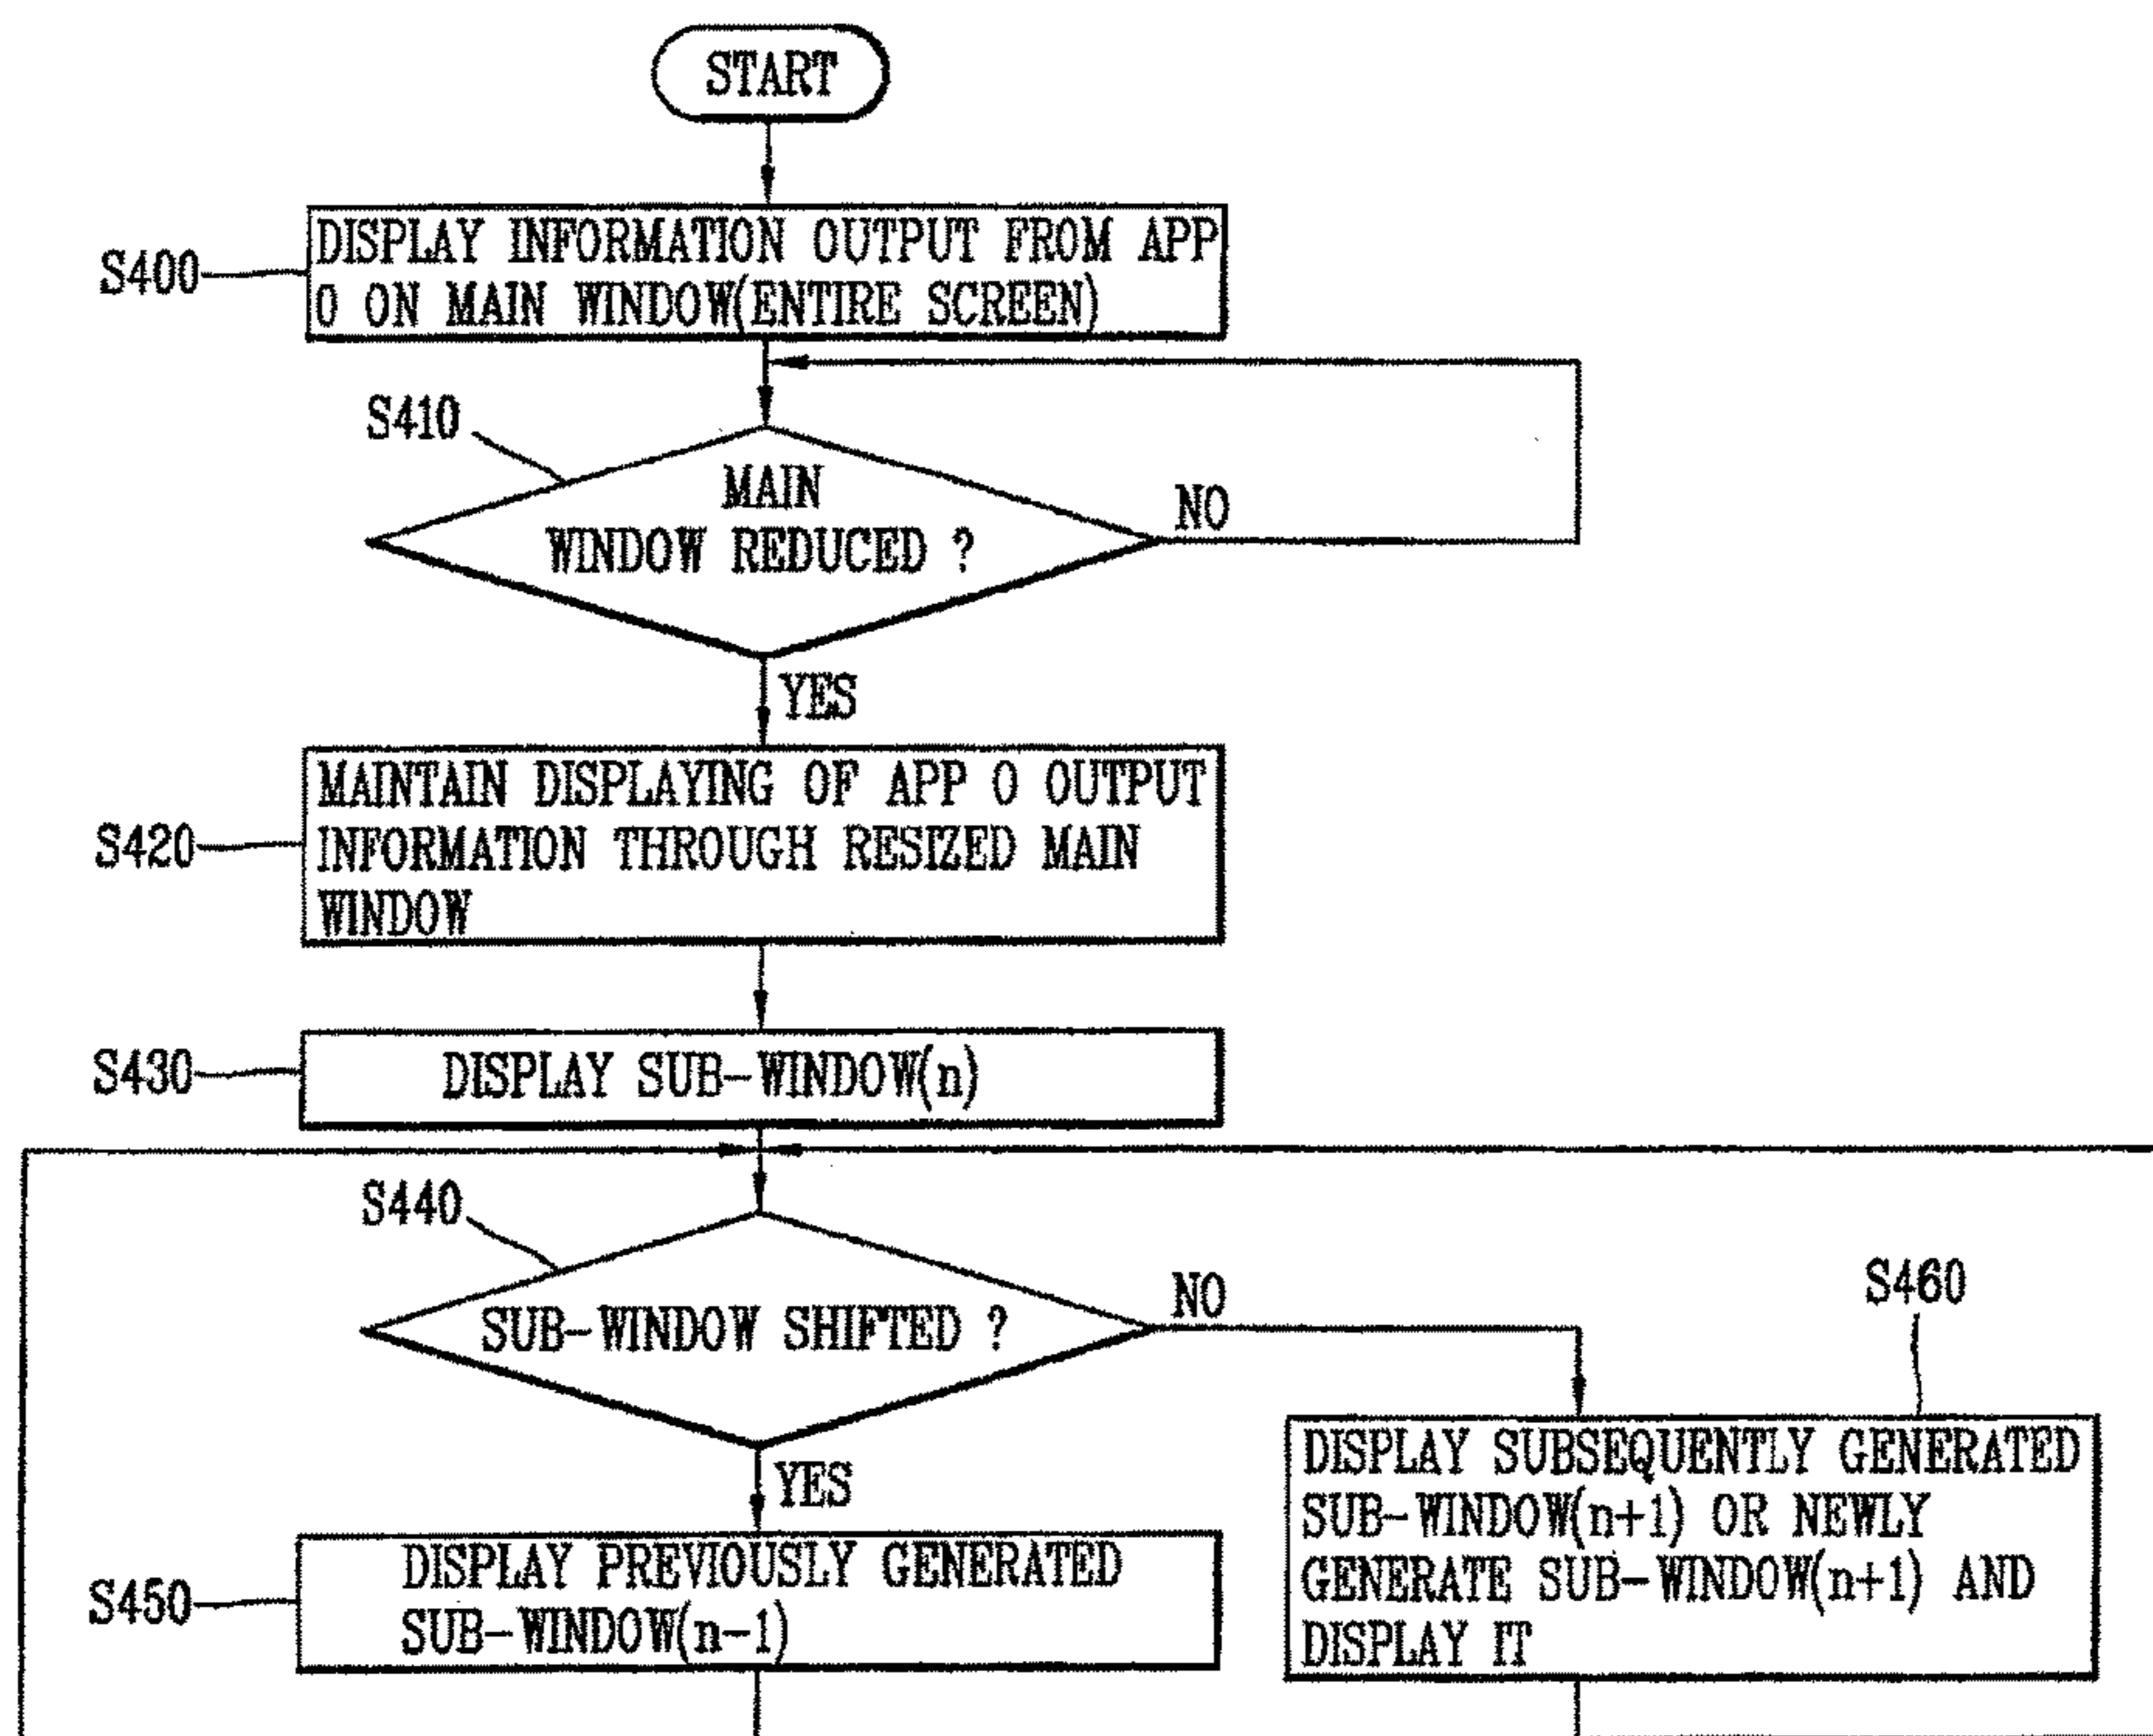 START
S400
DISPLAY INFORMATION OUTPUT FROM APP
0 ON MAIN WINDOW(ENTIRE SCREEN)
S410
MAIN
WINDOW REDUCED ?
NO
YES
S420
MAINTAIN DISPLAYING OF APP 0 OUTPUT
INFORMATION THROUGH RESIZED MAIN
WINDOW
S430
DISPLAY SUB-WINDOW(n)
S440
SUB-WINDOW SHIFTED ?
NO
YES
S460
DISPLAY SUBSEQUENTLY GENERATED
SUB-WINDOW(n+1) OR NEWLY
GENERATE SUB-WINDOW(n+1) AND
DISPLAY IT
S450
DISPLAY PREVIOUSLY GENERATED
SUB-WINDOW(n-1)